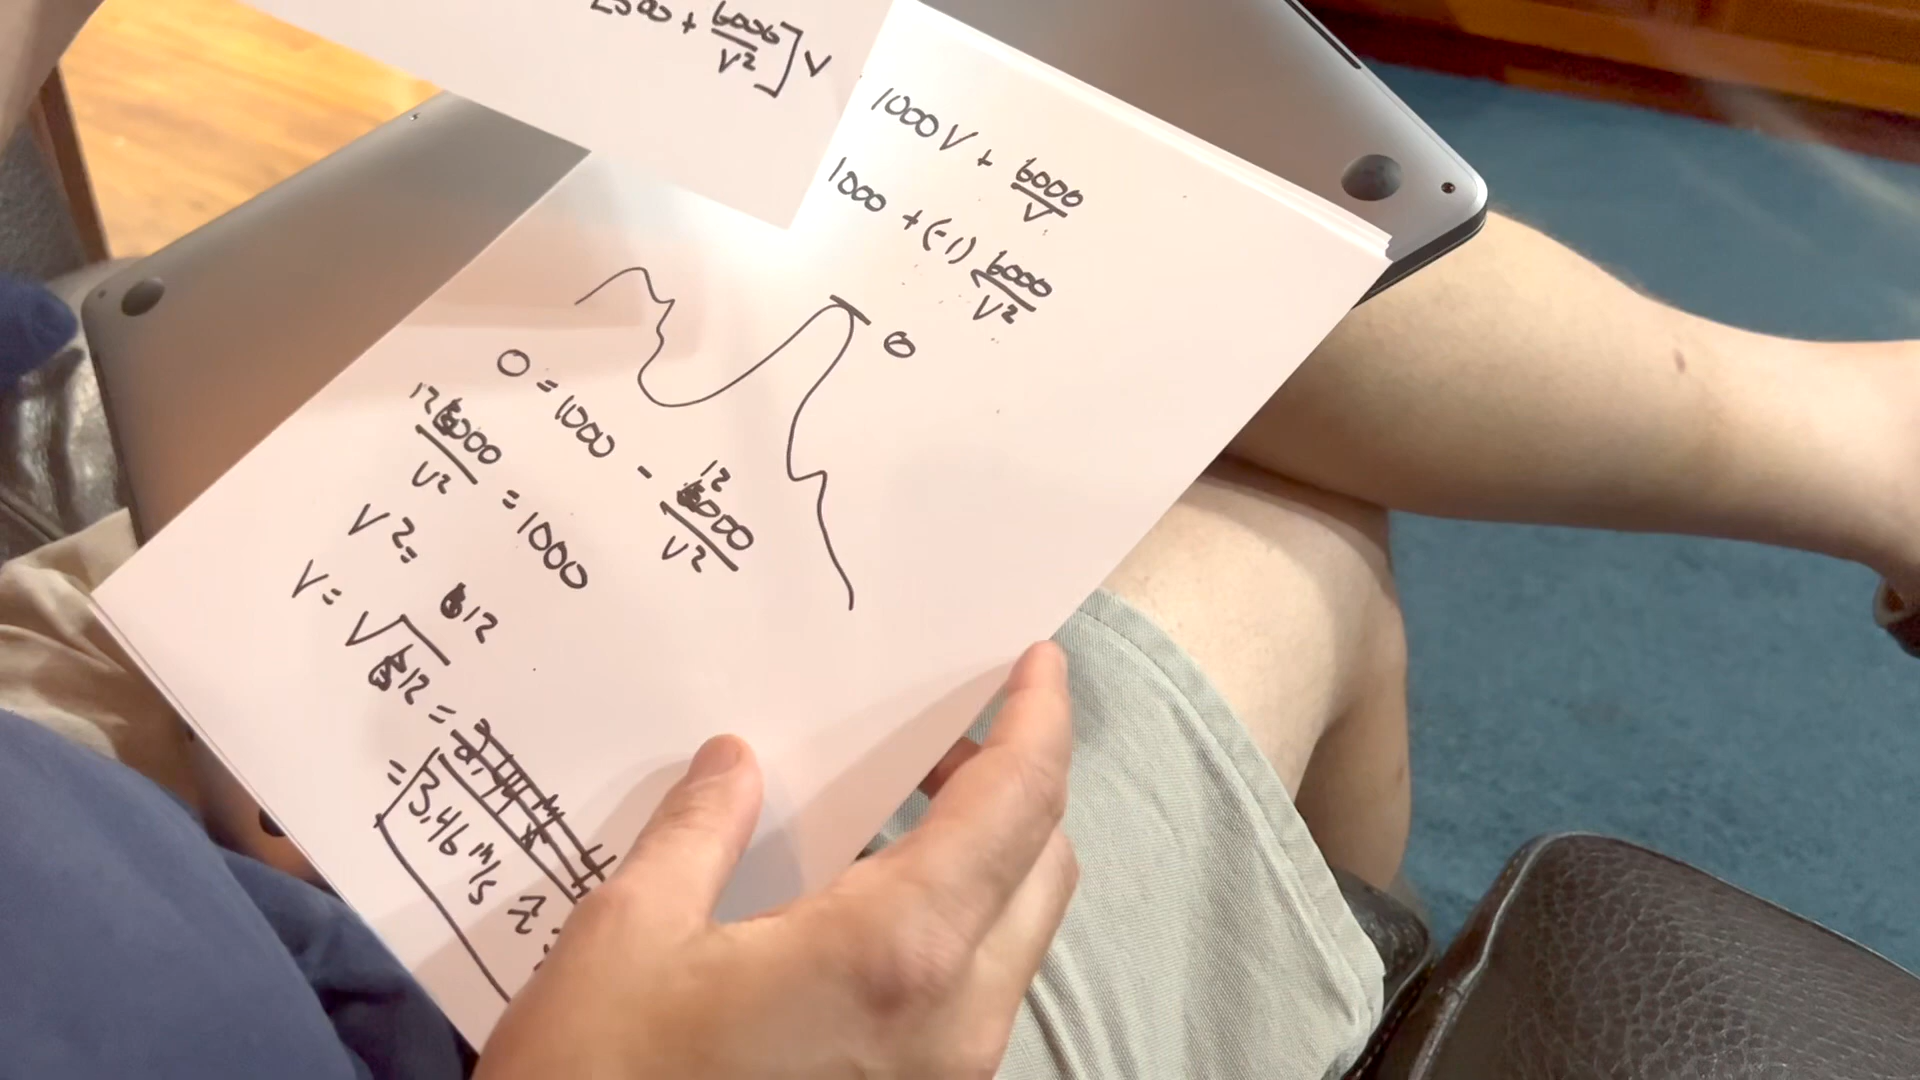 500 + 6000/V² ] V
1000 V + 6000/V
1000 + (-1) 6000/V²
0
0 = 1000 - 12000/V²
12000/V² = 1000
V² = 12
V = √12 =
= 3.46 m/s ≈